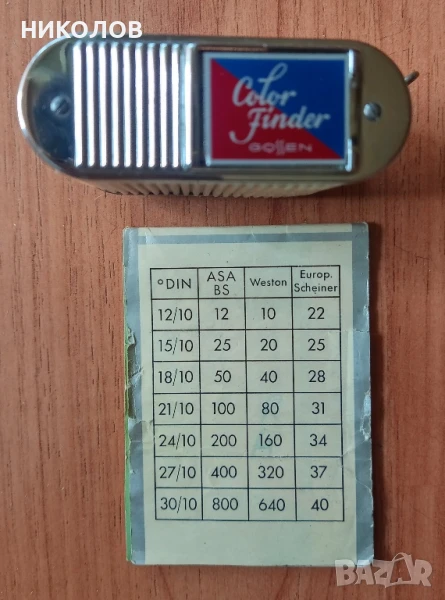 НИКОЛОВ
Color
Finder
GOSSEN
°DIN ASA BS Weston Europ. Scheiner
12/10 12 10 22
15/10 25 20 25
18/10 50 40 28
21/10 100 80 31
24/10 200 160 34
27/10 400 320 37
30/10 800 640 40
BAZAR